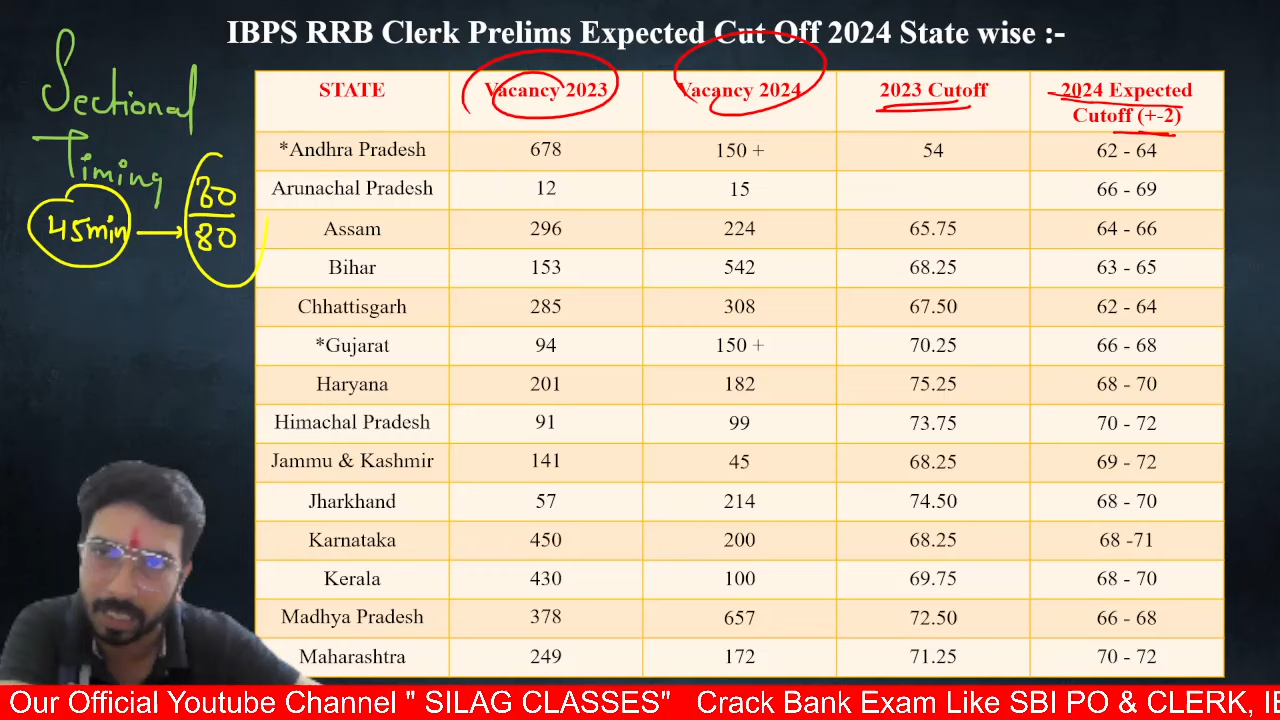 IBPS RRB Clerk Prelims Expected Cut Off 2024 State wise :-
Sectional
Timing
45min → 80
80
STATE Vacancy 2023 Vacancy 2024 2023 Cutoff 2024 Expected Cutoff (+-2)
*Andhra Pradesh 678 150 + 54 62 - 64
Arunachal Pradesh 12 15 66 - 69
Assam 296 224 65.75 64 - 66
Bihar 153 542 68.25 63 - 65
Chhattisgarh 285 308 67.50 62 - 64
*Gujarat 94 150 + 70.25 66 - 68
Haryana 201 182 75.25 68 - 70
Himachal Pradesh 91 99 73.75 70 - 72
Jammu & Kashmir 141 45 68.25 69 - 72
Jharkhand 57 214 74.50 68 - 70
Karnataka 450 200 68.25 68 -71
Kerala 430 100 69.75 68 - 70
Madhya Pradesh 378 657 72.50 66 - 68
Maharashtra 249 172 71.25 70 - 72
Our Official Youtube Channel " SILAG CLASSES" Crack Bank Exam Like SBI PO & CLERK,